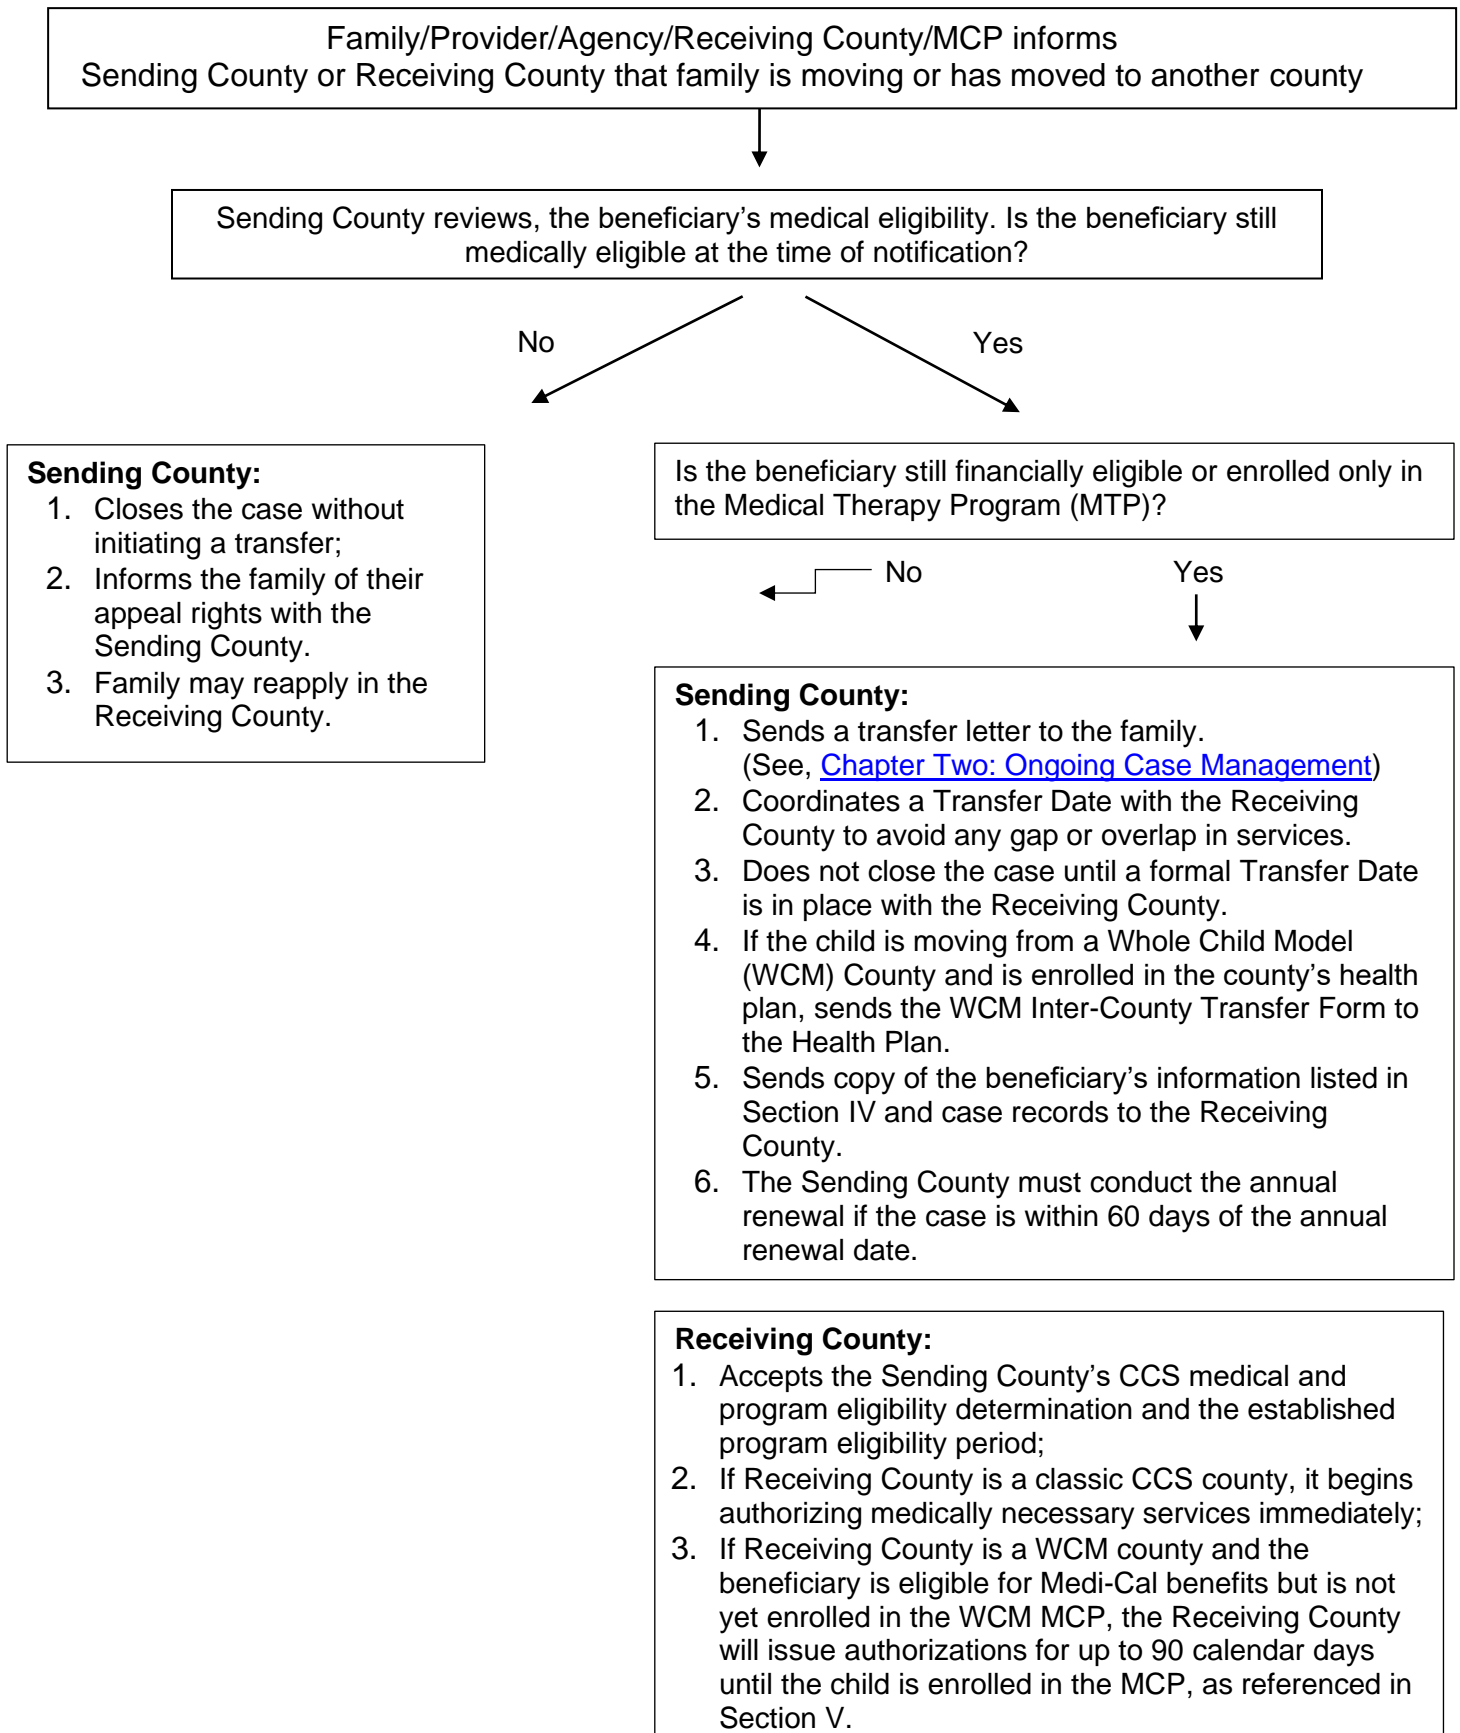 Family/Provider/Agency/Receiving County/MCP informs
Sending County or Receiving County that family is moving or has moved to another county
Sending County reviews, the beneficiary’s medical eligibility. Is the beneficiary still
medically eligible at the time of notification?
No
Yes
Sending County:
1. Closes the case without
initiating a transfer;
2. Informs the family of their
appeal rights with the
Sending County.
3. Family may reapply in the
Receiving County.
Is the beneficiary still financially eligible or enrolled only in
the Medical Therapy Program (MTP)?
No
Yes
Sending County:
1. Sends a transfer letter to the family.
(See, Chapter Two: Ongoing Case Management)
2. Coordinates a Transfer Date with the Receiving
County to avoid any gap or overlap in services.
3. Does not close the case until a formal Transfer Date
is in place with the Receiving County.
4. If the child is moving from a Whole Child Model
(WCM) County and is enrolled in the county’s health
plan, sends the WCM Inter-County Transfer Form to
the Health Plan.
5. Sends copy of the beneficiary’s information listed in
Section IV and case records to the Receiving
County.
6. The Sending County must conduct the annual
renewal if the case is within 60 days of the annual
renewal date.
Receiving County:
1. Accepts the Sending County’s CCS medical and
program eligibility determination and the established
program eligibility period;
2. If Receiving County is a classic CCS county, it begins
authorizing medically necessary services immediately;
3. If Receiving County is a WCM county and the
beneficiary is eligible for Medi-Cal benefits but is not
yet enrolled in the WCM MCP, the Receiving County
will issue authorizations for up to 90 calendar days
until the child is enrolled in the MCP, as referenced in
Section V.